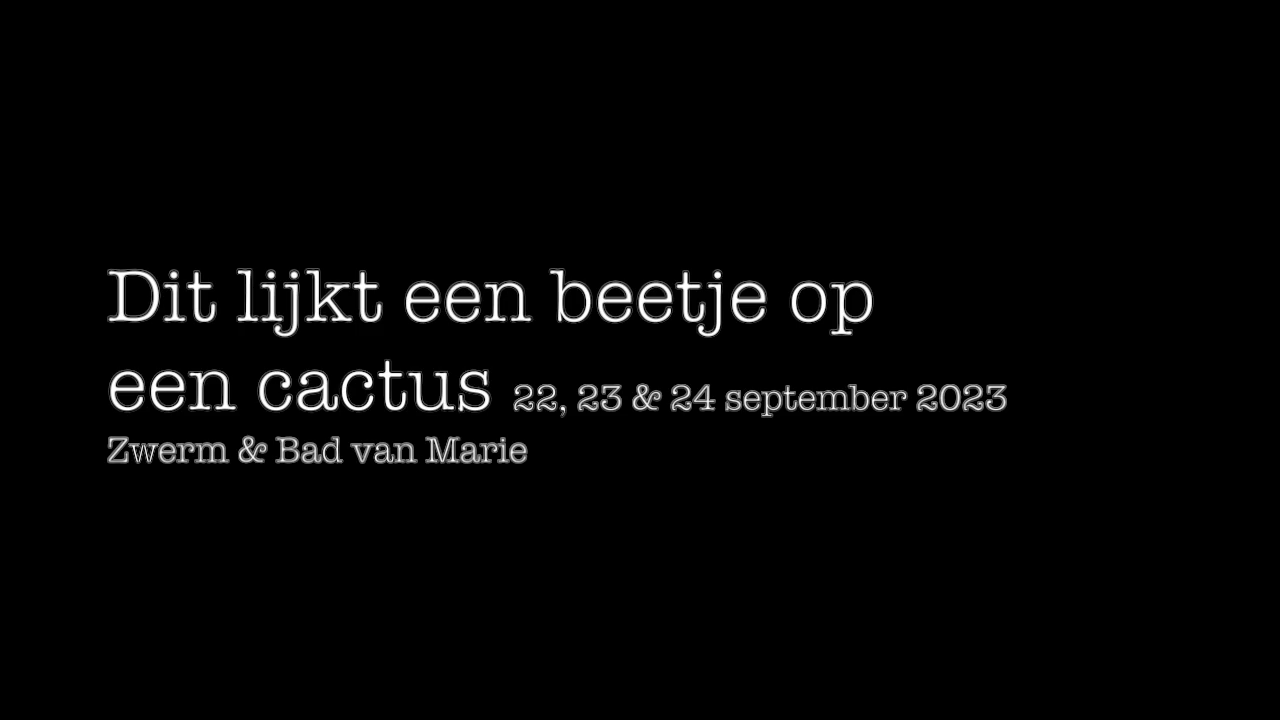 Dit lijkt een beetje op
een cactus 22, 23 & 24 september 2023
Zwerm & Bad van Marie